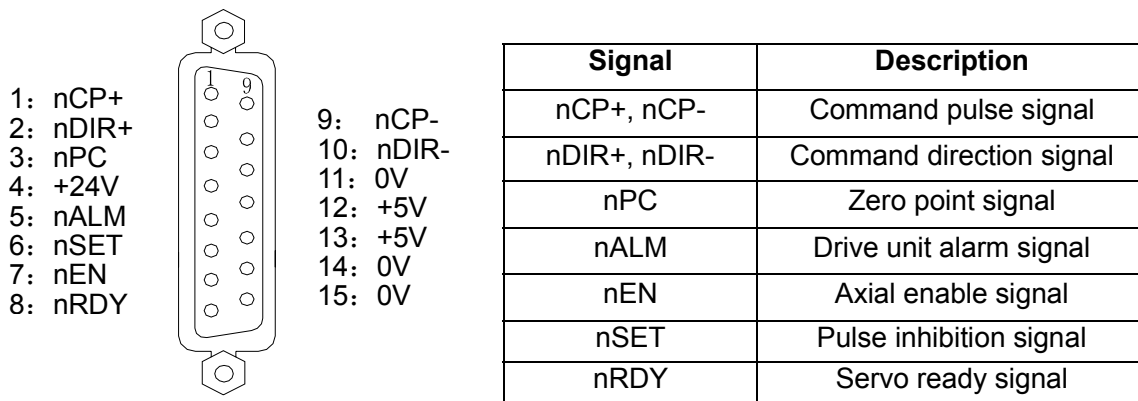 1： nCP+
2： nDIR+
3： nPC
4： +24V
5： nALM
6： nSET
7： nEN
8： nRDY
1
9
9： nCP-
10： nDIR-
11： 0V
12： +5V
13： +5V
14： 0V
15： 0V
Signal Description
nCP+, nCP- Command pulse signal
nDIR+, nDIR- Command direction signal
nPC Zero point signal
nALM Drive unit alarm signal
nEN Axial enable signal
nSET Pulse inhibition signal
nRDY Servo ready signal